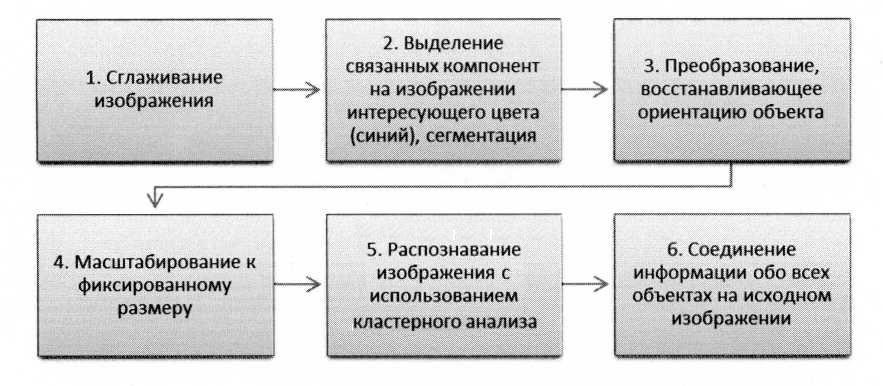 1. Сглаживание
изображения
2. Выделение
связанных компонент
на изображении
интересующего цвета
(синий), сегментация
3. Преобразование,
восстанавливающее
ориентацию объекта
4. Масштабирование к
фиксированному
размеру
5. Распознавание
изображения с
использованием
кластерного анализа
6. Соединение
информации обо всех
объектах на исходном
изображении